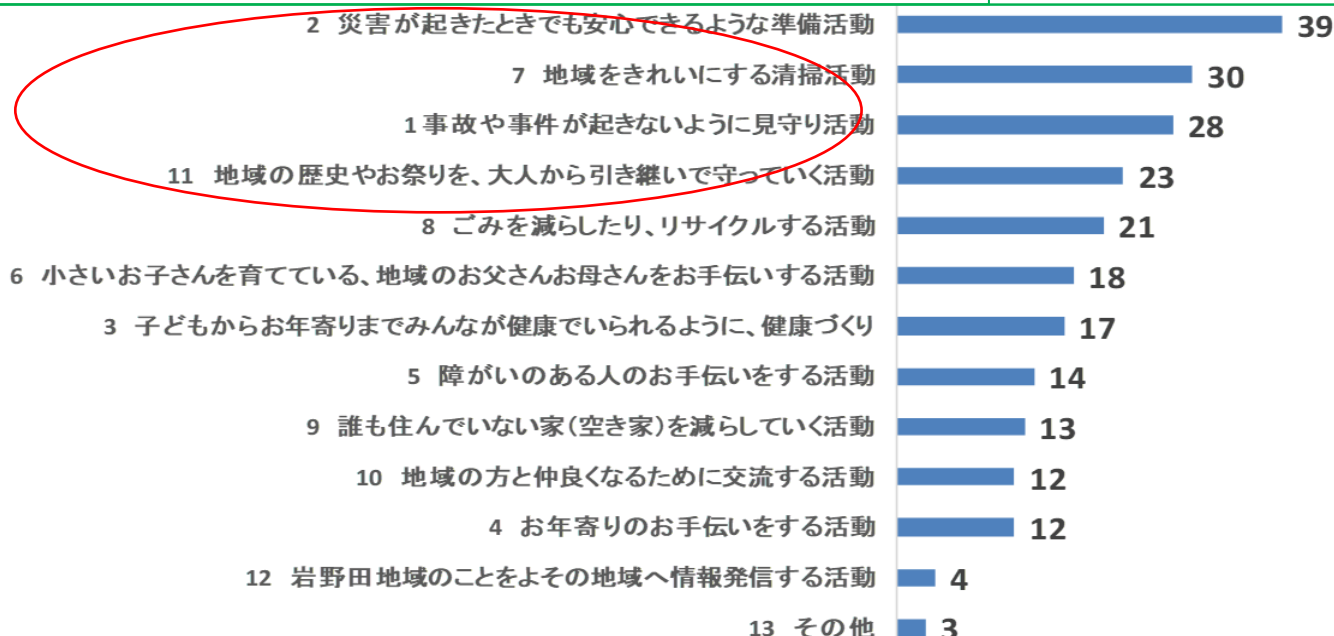 2 災害が起きたときでも安心できるような準備活動 39
7 地域をきれいにする清掃活動 30
1 事故や事件が起きないように見守り活動 28
11 地域の歴史やお祭りを、大人から引き継いで守っていく活動 23
8 ごみを減らしたり、リサイクルする活動 21
6 小さいお子さんを育てている、地域のお父さんお母さんをお手伝いする活動 18
3 子どもからお年寄りまでみんなが健康でいられるように、健康づくり 17
5 障がいのある人のお手伝いをする活動 14
9 誰も住んでいない家(空き家)を減らしていく活動 13
10 地域の方と仲良くなるために交流する活動 12
4 お年寄りのお手伝いをする活動 12
12 岩野田地域のことをよその地域へ情報発信する活動 4
13 その他 3